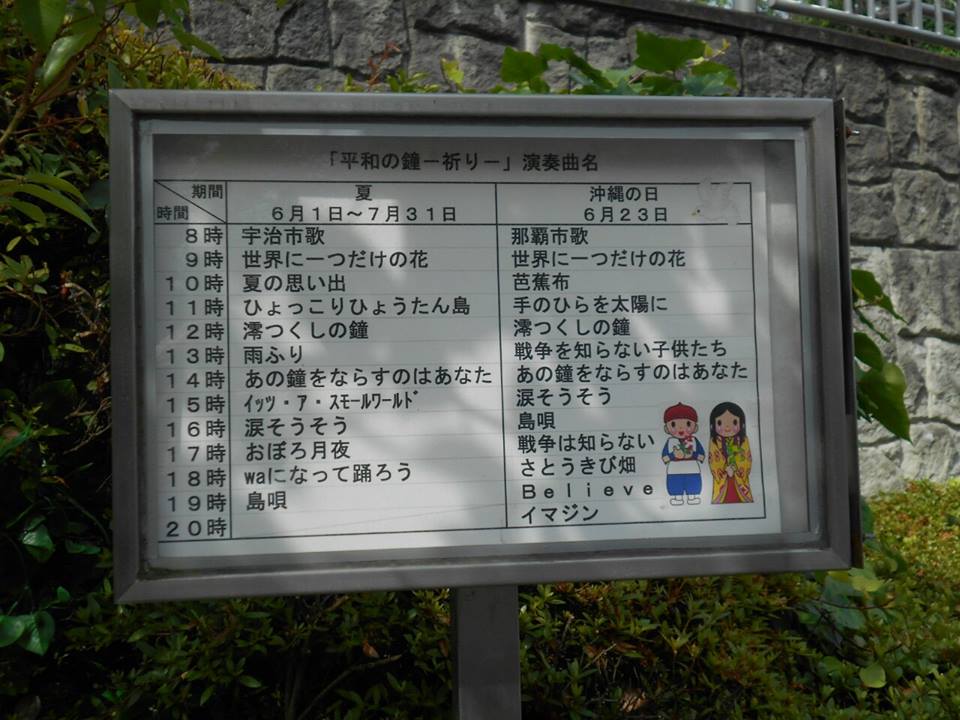 「平和の鐘－祈り－」演奏曲名
期間 夏 沖縄の日
時間 6月1日～7月31日 6月23日
8時 宇治市歌 那覇市歌
9時 世界に一つだけの花 世界に一つだけの花
10時 夏の思い出 芭蕉布
11時 ひょっこりひょうたん島 手のひらを太陽に
12時 澪つくしの鐘 澪つくしの鐘
13時 雨ふり 戦争を知らない子供たち
14時 あの鐘をならすのはあなた あの鐘をならすのはあなた
15時 ｲｯﾂ・ｱ・ｽﾓｰﾙﾜｰﾙﾄﾞ 涙そうそう
16時 涙そうそう 島唄
17時 おぼろ月夜 戦争は知らない
18時 waになって踊ろう さとうきび畑
19時 島唄 Ｂｅｌｉｅｖｅ
20時 イマジン